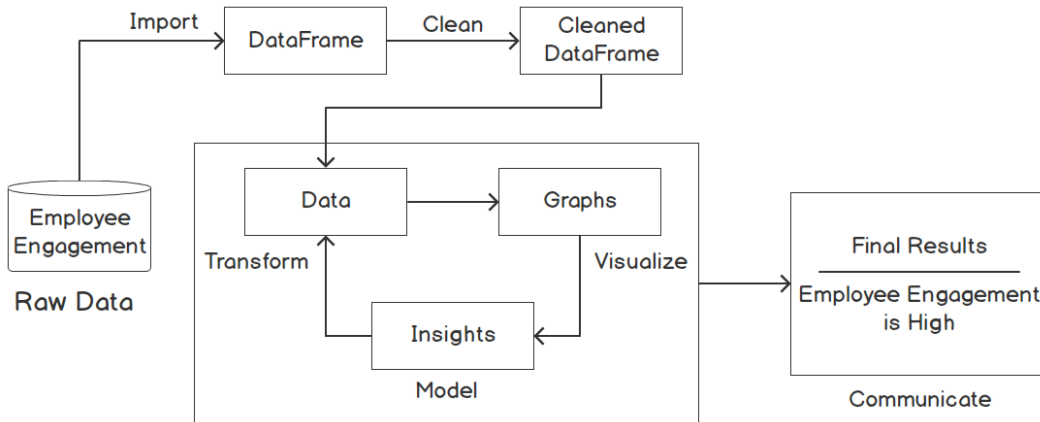 Import
DataFrame
Clean
Cleaned
DataFrame
Employee
Engagement
Raw Data
Data
Graphs
Transform
Visualize
Insights
Model
Final Results
Employee Engagement
is High
Communicate